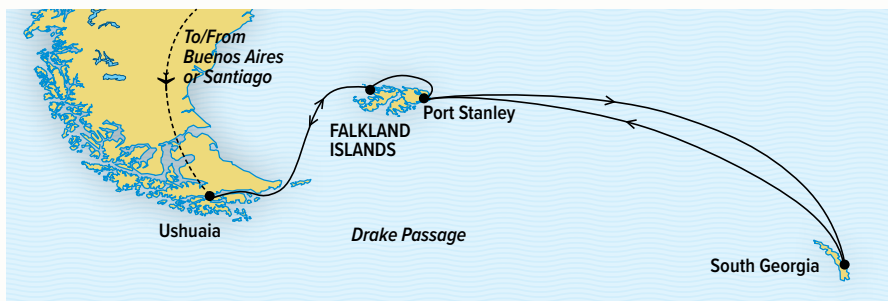 To/From
Buenos Aires
or Santiago
Port Stanley
FALKLAND
ISLANDS
Ushuaia
Drake Passage
South Georgia